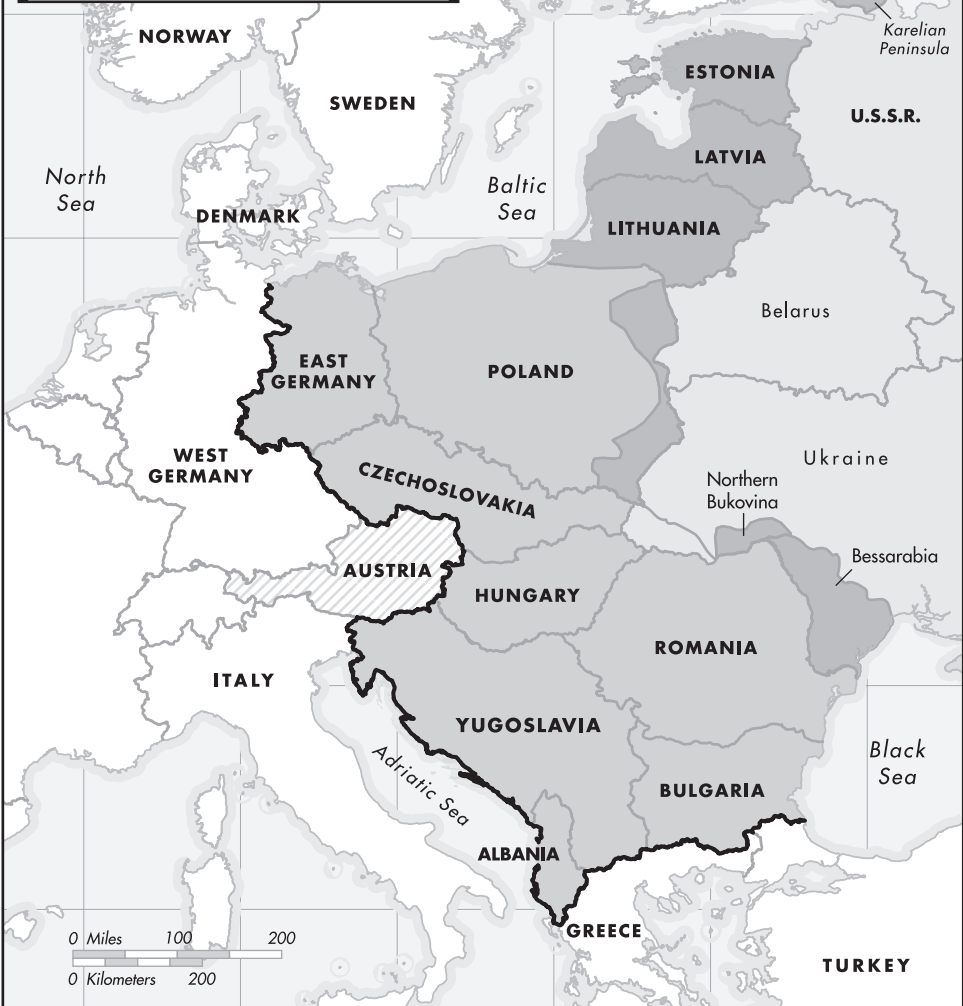 NORWAY
Karelian
Peninsula
ESTONIA
SWEDEN
U.S.S.R.
LATVIA
North
Sea
Baltic
Sea
DENMARK
LITHUANIA
Belarus
EAST
GERMANY
POLAND
WEST
GERMANY
CZECHOSLOVAKIA
Ukraine
Northern
Bukovina
Bessarabia
AUSTRIA
HUNGARY
ROMANIA
ITALY
YUGOSLAVIA
Adriatic Sea
Black
Sea
BULGARIA
ALBANIA
GREECE
TURKEY
0 Miles 100 200
0 Kilometers 200